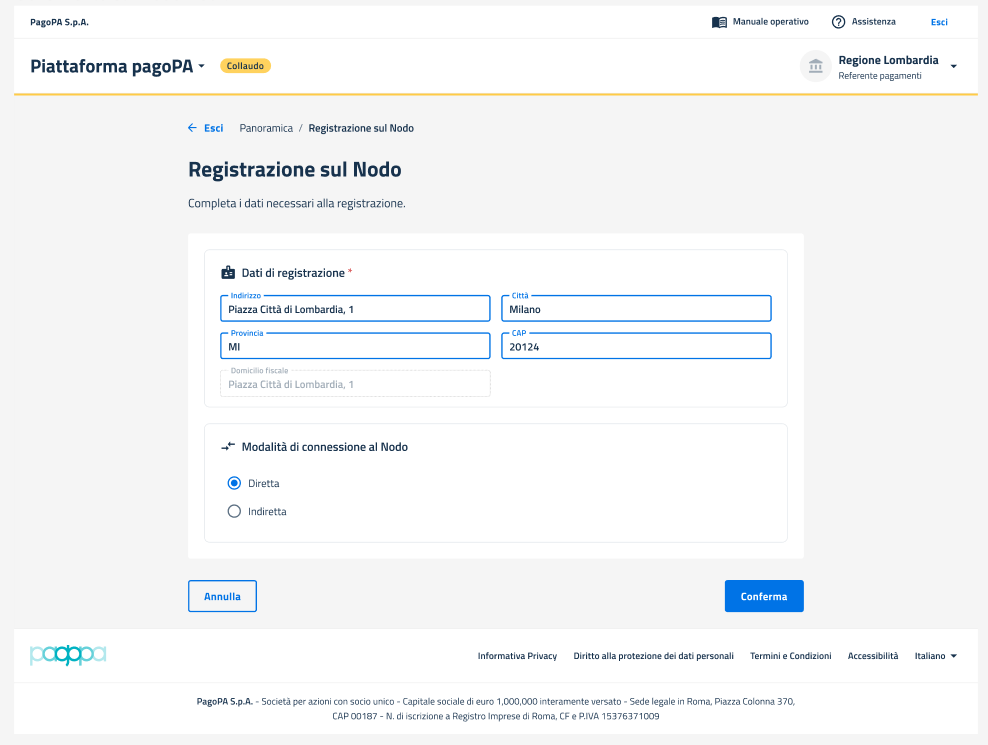 PagoPA S.p.A.
Manuale operativo
Assistenza
Esci
Piattaforma pagoPA
Collaudo
Regione Lombardia
Referente pagamenti
Esci
Panoramica / Registrazione sul Nodo
Registrazione sul Nodo
Completa i dati necessari alla registrazione.
Dati di registrazione *
Indirizzo
Piazza Città di Lombardia, 1
Città
Milano
Provincia
MI
CAP
20124
Domicilio fiscale
Piazza Città di Lombardia, 1
Modalità di connessione al Nodo
Diretta
Indiretta
Annulla
Conferma
pagopa
Informativa Privacy
Diritto alla protezione dei dati personali
Termini e Condizioni
Accessibilità
Italiano
PagoPA S.p.A. - Società per azioni con socio unico - Capitale sociale di euro 1,000,000 interamente versato - Sede legale in Roma, Piazza Colonna 370,
CAP 00187 - N. di iscrizione a Registro Imprese di Roma, CF e P.IVA 15376371009